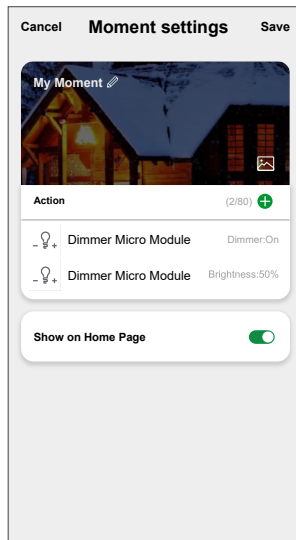 Cancel Moment settings Save
My Moment
Action (2/80)
Dimmer Micro Module Dimmer:On
Dimmer Micro Module Brightness:50%
Show on Home Page